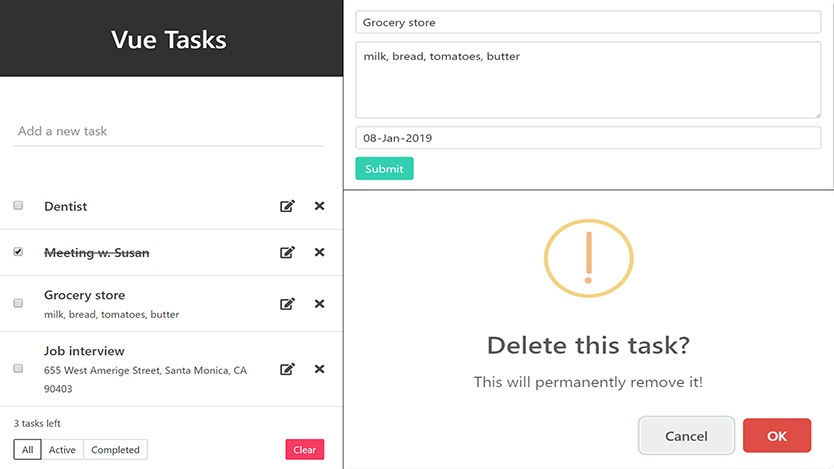 Vue Tasks
Add a new task
Dentist
Meeting w. Susan
Grocery store
milk, bread, tomatoes, butter
Job interview
655 West Amerige Street, Santa Monica, CA
90403
3 tasks left
All Active Completed Clear
Grocery store
milk, bread, tomatoes, butter
08-Jan-2019
Submit
Delete this task?
This will permanently remove it!
Cancel OK